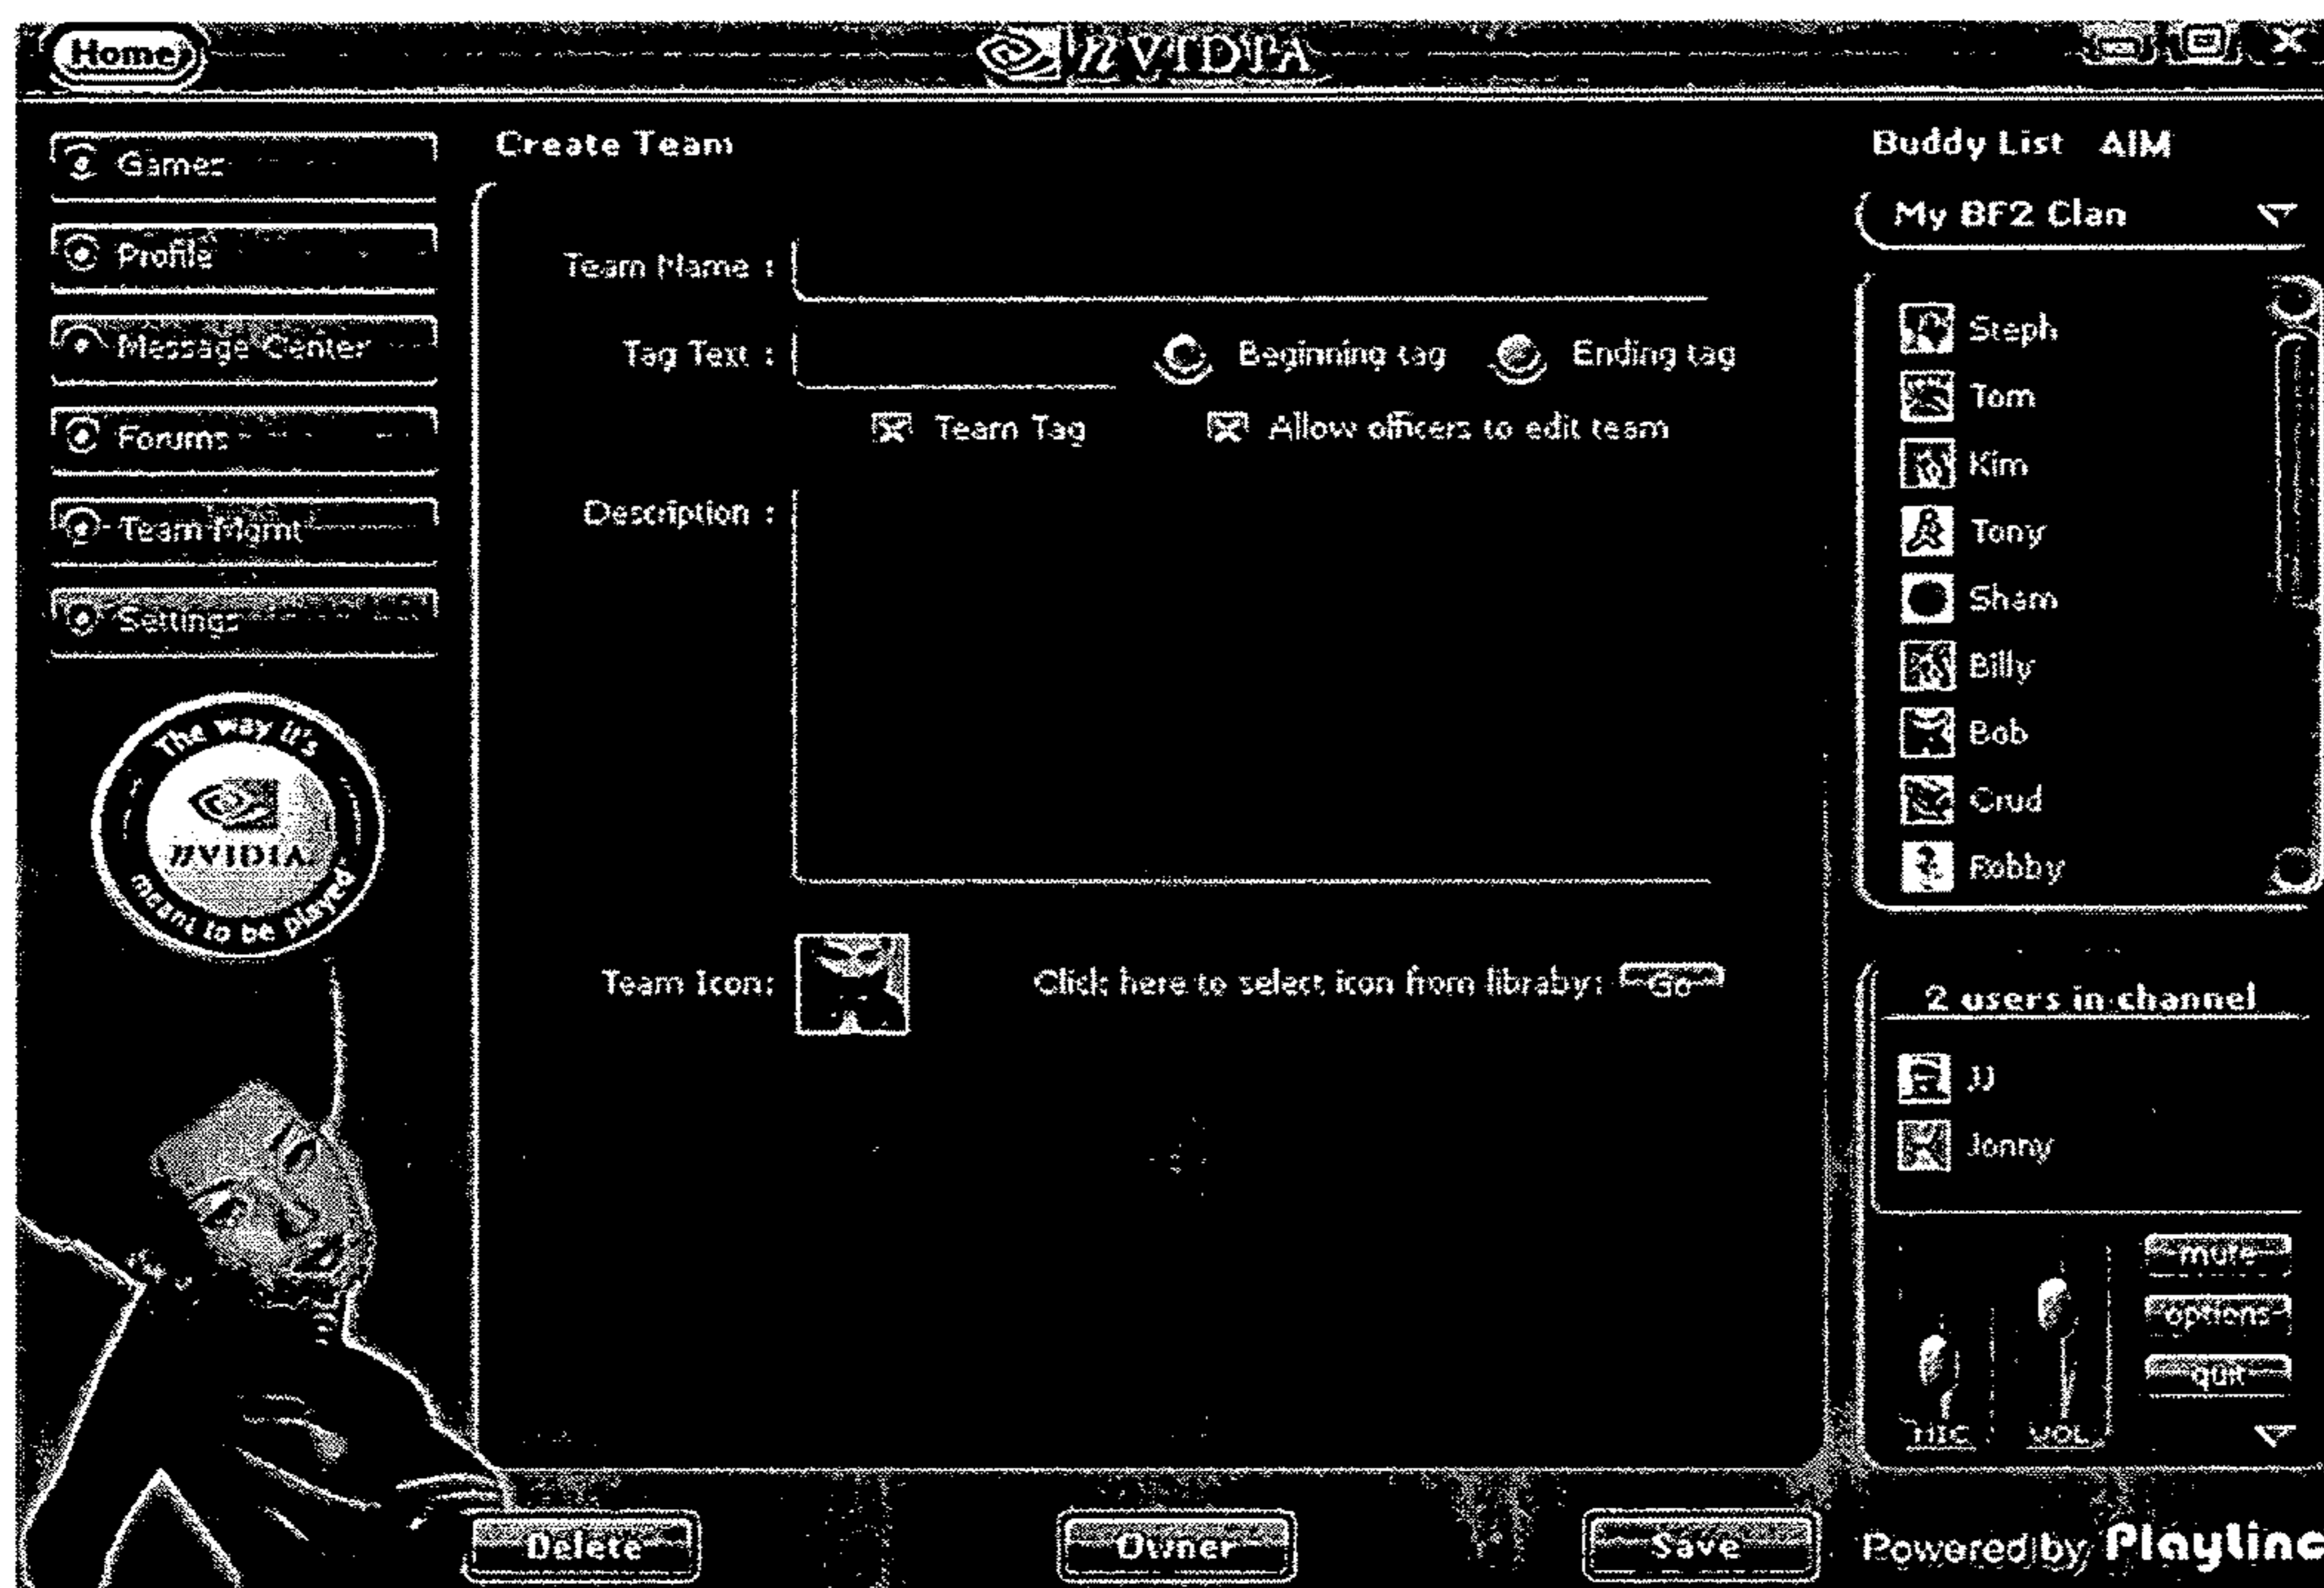 Home
nVIDIA
Games
Profile
Message Center
Forums
Team Mgmt
Settings
The way it's
nVIDIA
meant to be played
Create Team
Team Name :
Tag Text :
Beginning tag
Ending tag
Team Tag
Allow officers to edit team
Description :
Team Icon:
Click here to select icon from libraby:
Go
Delete
Owner
Save
Buddy List AIM
My BF2 Clan
Steph
Tom
Kim
Tony
Sham
Billy
Bob
Crud
Robby
2 users in channel
JJ
Jonny
mute
options
quit
MIC
VOL
Powered by Playlinc